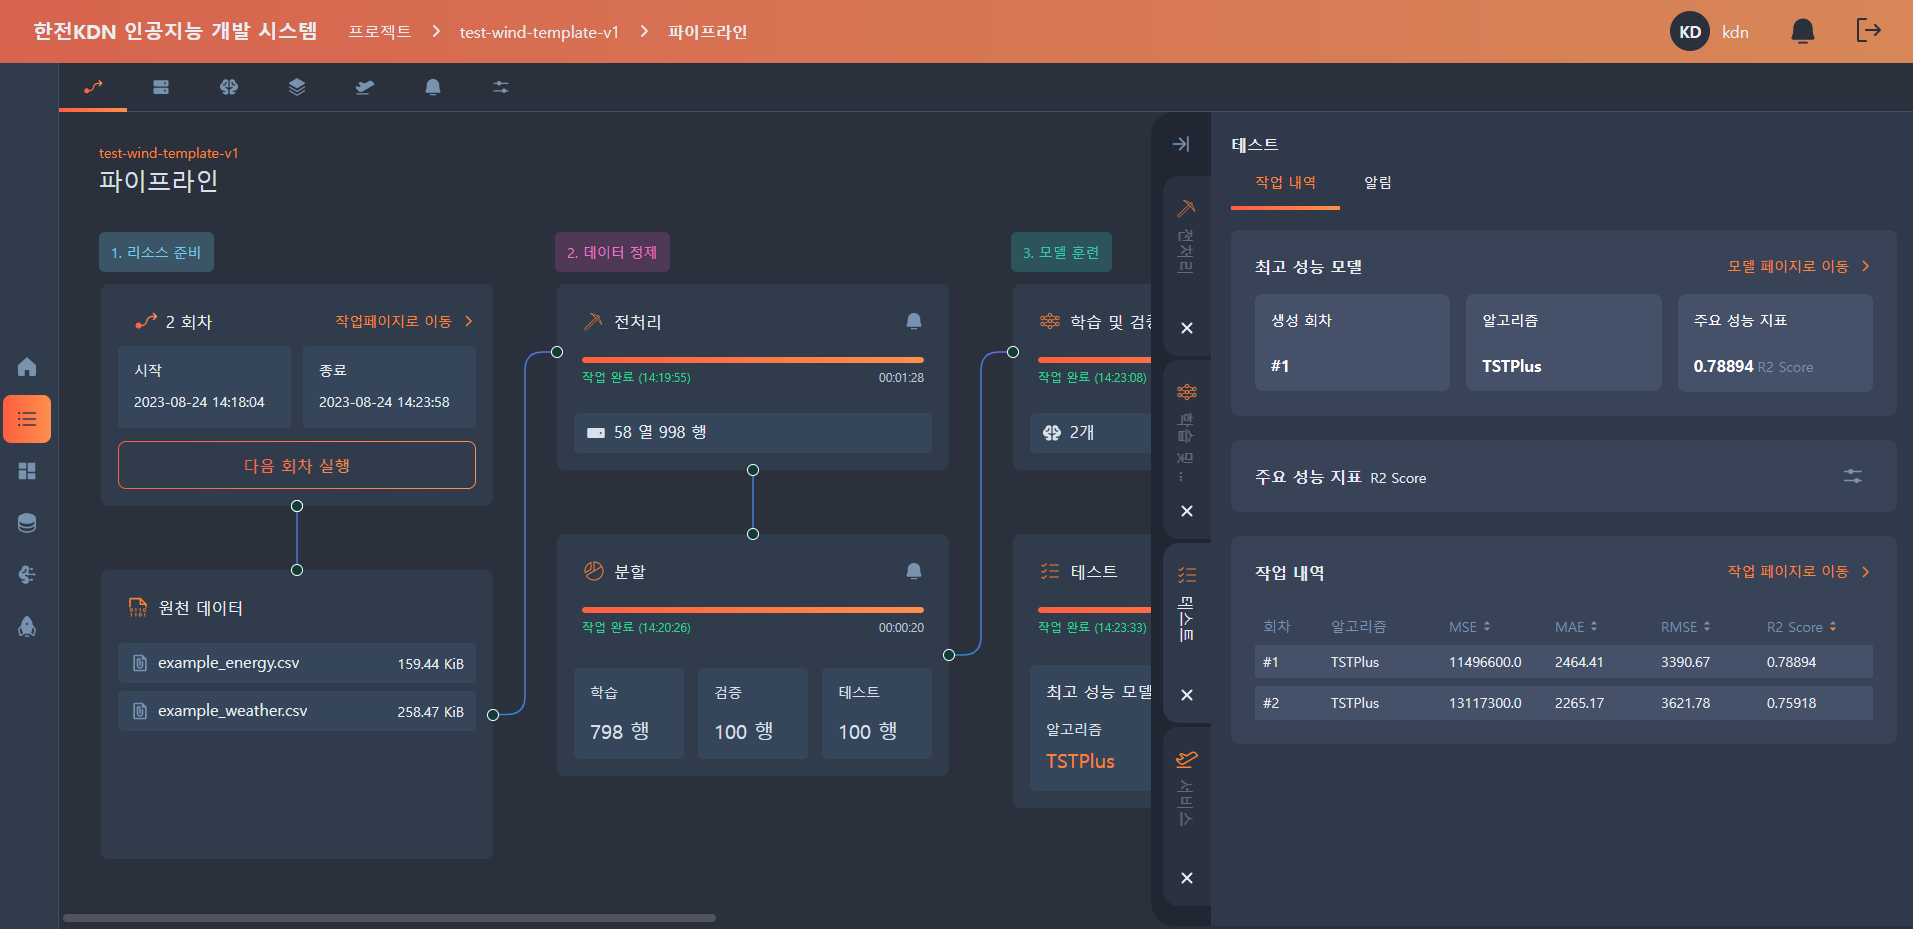 한전KDN 인공지능 개발 시스템
프로젝트 > test-wind-template-v1 > 파이프라인
KD kdn
test-wind-template-v1
파이프라인
1. 리소스 준비
2 회차
작업페이지로 이동 >
시작
2023-08-24 14:18:04
종료
2023-08-24 14:23:58
다음 회차 실행
원천 데이터
example_energy.csv 159.44 KiB
example_weather.csv 258.47 KiB
2. 데이터 정제
전처리
작업 완료 (14:19:55) 00:01:28
58 열 998 행
분할
작업 완료 (14:20:26) 00:00:20
학습
798 행
검증
100 행
테스트
100 행
3. 모델 훈련
학습 및 검증
작업 완료 (14:23:08)
2개
테스트
작업 완료 (14:23:33)
최고 성능 모델
알고리즘
TSTPlus
전처리
학습 및 ...
테스트
서비스
테스트
작업 내역 알림
최고 성능 모델
모델 페이지로 이동 >
생성 회차
#1
알고리즘
TSTPlus
주요 성능 지표
0.78894 R2 Score
주요 성능 지표 R2 Score
작업 내역
작업 페이지로 이동 >
회차 알고리즘 MSE MAE RMSE R2 Score
#1 TSTPlus 11496600.0 2464.41 3390.67 0.78894
#2 TSTPlus 13117300.0 2265.17 3621.78 0.75918